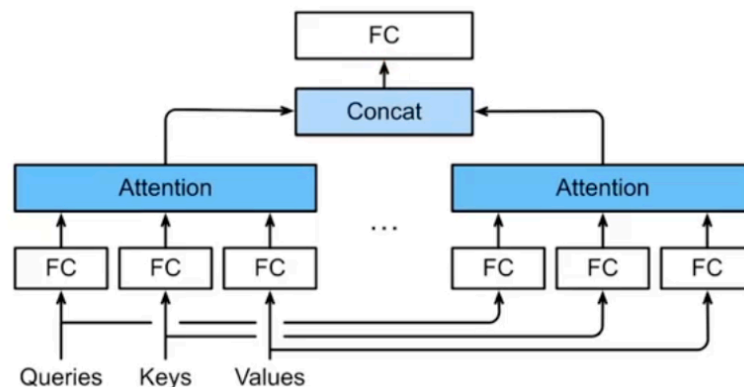 FC
Concat
Attention
Attention
...
FC
FC
FC
FC
FC
FC
Queries
Keys
Values